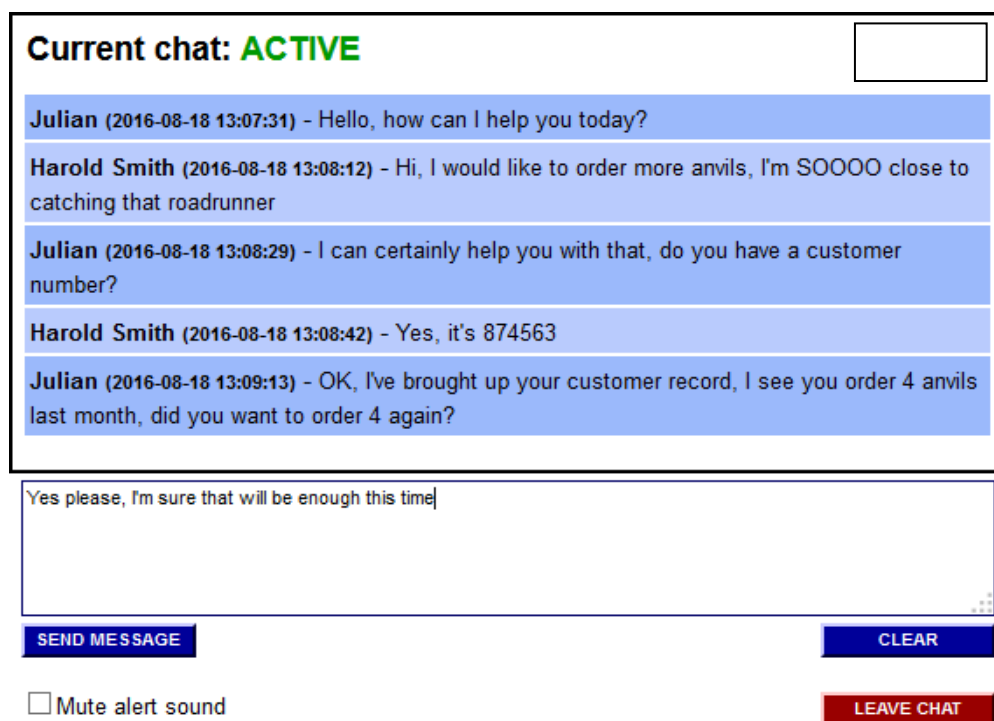 Current chat: ACTIVE
Julian (2016-08-18 13:07:31) - Hello, how can I help you today?
Harold Smith (2016-08-18 13:08:12) - Hi, I would like to order more anvils, I'm SOOOO close to
catching that roadrunner
Julian (2016-08-18 13:08:29) - I can certainly help you with that, do you have a customer
number?
Harold Smith (2016-08-18 13:08:42) - Yes, it's 874563
Julian (2016-08-18 13:09:13) - OK, I've brought up your customer record, I see you order 4 anvils
last month, did you want to order 4 again?
Yes please, I'm sure that will be enough this time
SEND MESSAGE
CLEAR
Mute alert sound
LEAVE CHAT